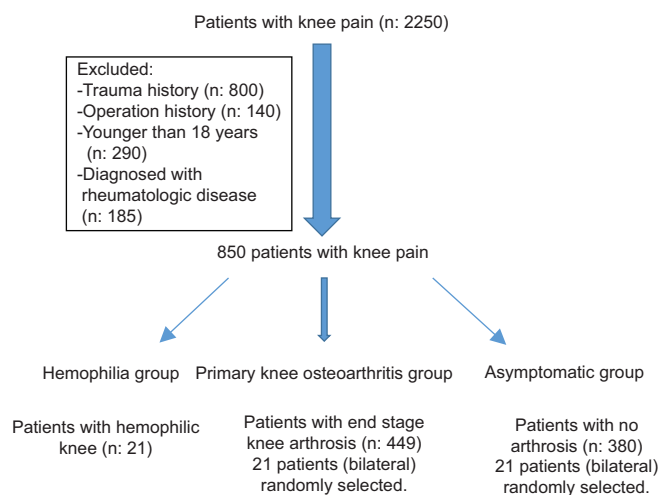 Patients with knee pain (n: 2250)
Excluded:
-Trauma history (n: 800)
-Operation history (n: 140)
-Younger than 18 years
(n: 290)
-Diagnosed with
rheumatologic disease
(n: 185)
850 patients with knee pain
Hemophilia group
Patients with hemophilic
knee (n: 21)
Primary knee osteoarthritis group
Patients with end stage
knee arthrosis (n: 449)
21 patients (bilateral)
randomly selected.
Asymptomatic group
Patients with no
arthrosis (n: 380)
21 patients (bilateral)
randomly selected.